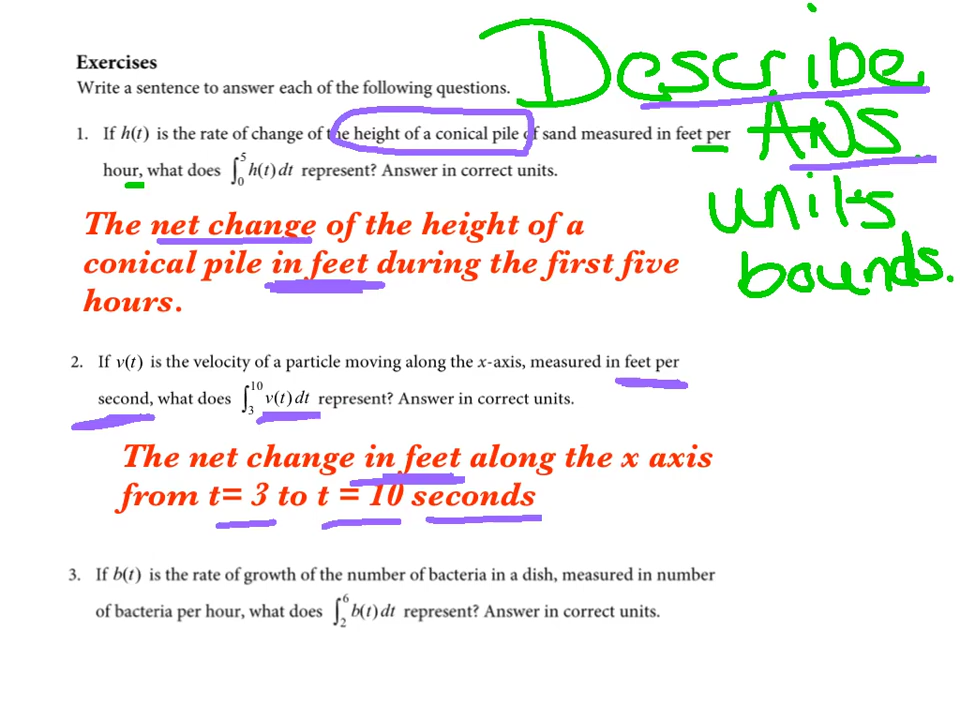 Exercises
Write a sentence to answer each of the following questions.
1. If h(t) is the rate of change of the height of a conical pile of sand measured in feet per
hour, what does ∫₀⁵ h(t) dt represent? Answer in correct units.
The net change of the height of a
conical pile in feet during the first five
hours.
Describe
ANS
units
bounds.
2. If v(t) is the velocity of a particle moving along the x-axis, measured in feet per
second, what does ∫₃¹⁰ v(t) dt represent? Answer in correct units.
The net change in feet along the x axis
from t= 3 to t = 10 seconds
3. If b(t) is the rate of growth of the number of bacteria in a dish, measured in number
of bacteria per hour, what does ∫₂⁶ b(t) dt represent? Answer in correct units.